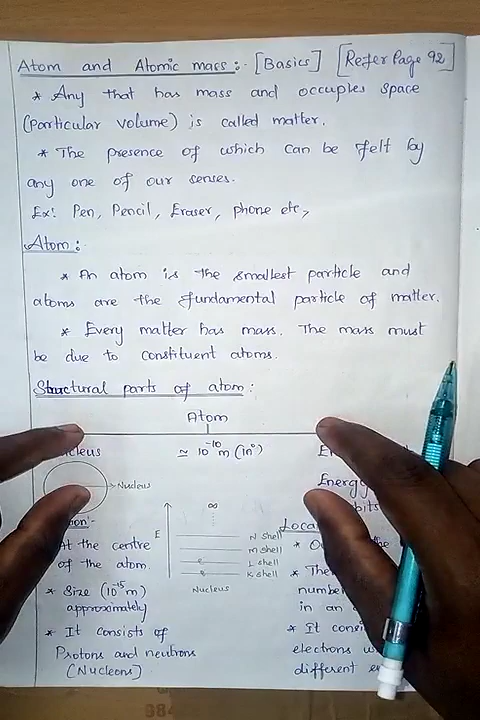 Atom and Atomic mass:- [Basics] [Refer Page 92]
* Any that has mass and occupies space
(Particular volume) is called matter.
* The presence of which can be felt by
any one of our senses.
Ex: Pen, Pencil, Eraser, phone etc,
Atom:-
* An atom is the smallest particle and
atoms are the fundamental particle of matter.
* Every matter has mass. The mass must
be due to constituent atoms.
Structural parts of atom:
Atom
≃ 10⁻¹⁰ m (1n°)
Nucleus
At the centre
of the atom.
* Size (10⁻¹⁵m)
approximately
* It consists of
Protons and neutrons
(Nucleons)
∞
E
N shell
M shell
L shell
K shell
Nucleus
Energy
* The
number
in an
* It
electrons
different